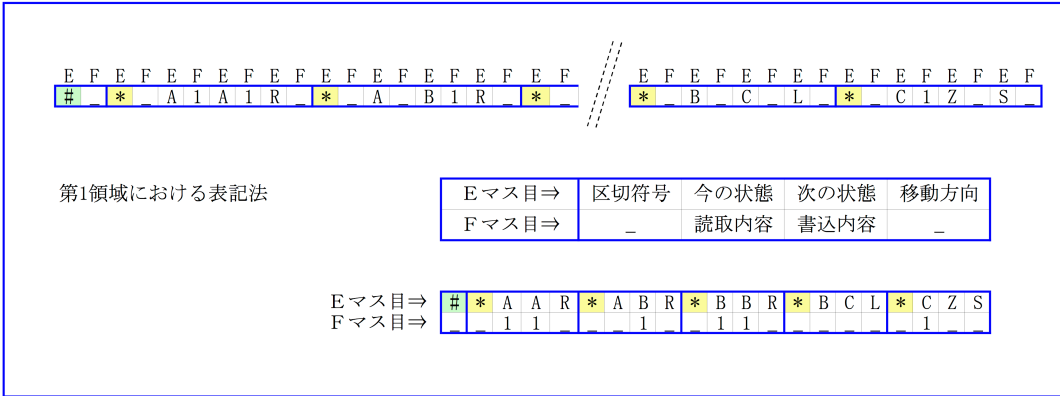 E F E F E F E F E F E F E F E F E F E F E F E F E F E F E F E F E F E F
# _ * _ A 1 A 1 R _ * _ A _ B 1 R _ * _ * _ B _ C _ L _ * _ C 1 Z _ S _
第1領域における表記法
Eマス目⇒ 区切符号 今の状態 次の状態 移動方向
Fマス目⇒ _ 読取内容 書込内容 _
Eマス目⇒ # * A A R * A B R * B B R * B C L * C Z S
Fマス目⇒ _ _ 1 1 _ _ _ 1 _ _ 1 1 _ _ _ _ _ _ 1 _ _